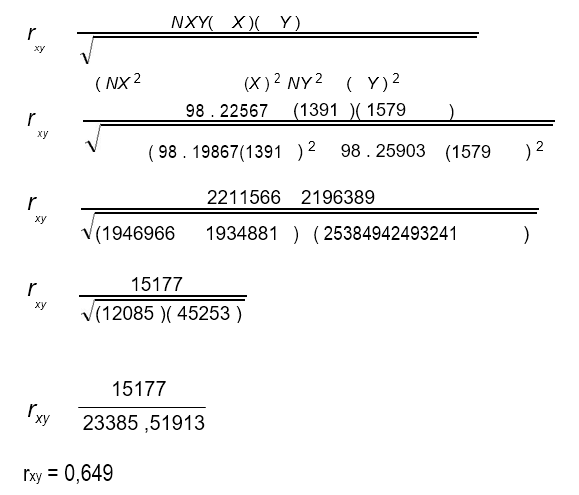 r xy NXY( X )( Y )
( NX 2 (X ) 2 NY 2 ( Y ) 2
r xy 98 . 22567 (1391 )( 1579 )
( 98 . 19867(1391 ) 2 98 . 25903 (1579 ) 2
r xy 2211566 2196389
√(1946966 1934881 ) ( 25384942493241 )
r xy 15177
√(12085 )( 45253 )
r xy 15177
23385 ,51913
rxy = 0,649